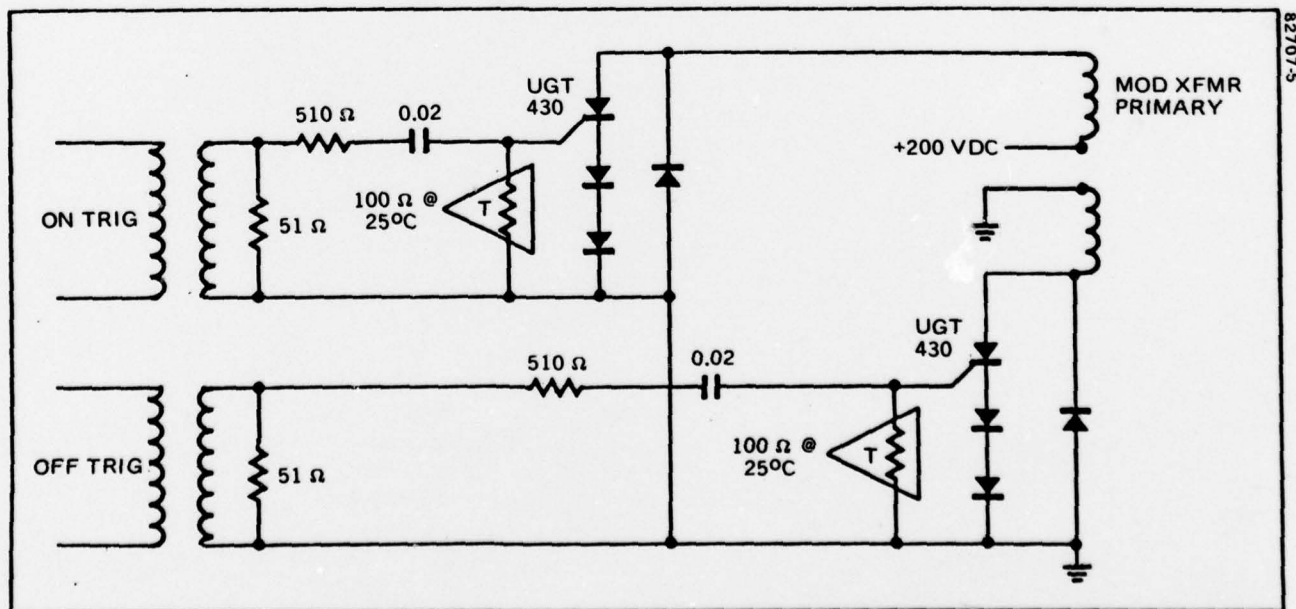 82707-5
UGT
430
MOD XFMR
PRIMARY
510 Ω
0.02
+200 VDC
ON TRIG
51 Ω
100 Ω @
25°C
T
UGT
430
510 Ω
0.02
OFF TRIG
51 Ω
100 Ω @
25°C
T